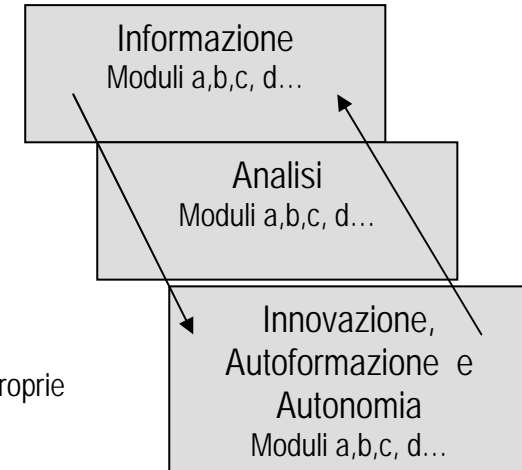 Informazione
Moduli a,b,c, d…
Analisi
Moduli a,b,c, d…
Innovazione,
Autoformazione e
Autonomia
Moduli a,b,c, d…
roprie